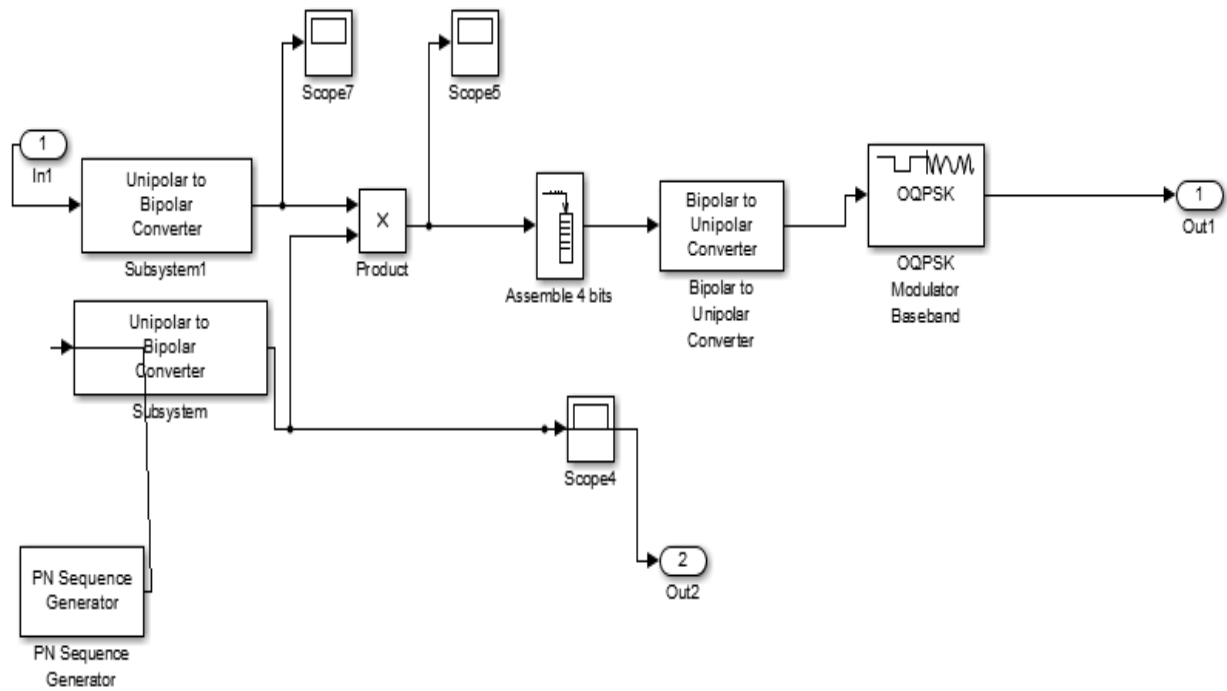 Scope7
Scope5
1
In1
Unipolar to
Bipolar
Converter
Subsystem1
X
Product
Assemble 4 bits
Bipolar to
Unipolar
Converter
Bipolar to
Unipolar
Converter
OQPSK
OQPSK
Modulator
Baseband
1
Out1
Unipolar to
Bipolar
Converter
Subsystem
Scope4
2
Out2
PN Sequence
Generator
PN Sequence
Generator